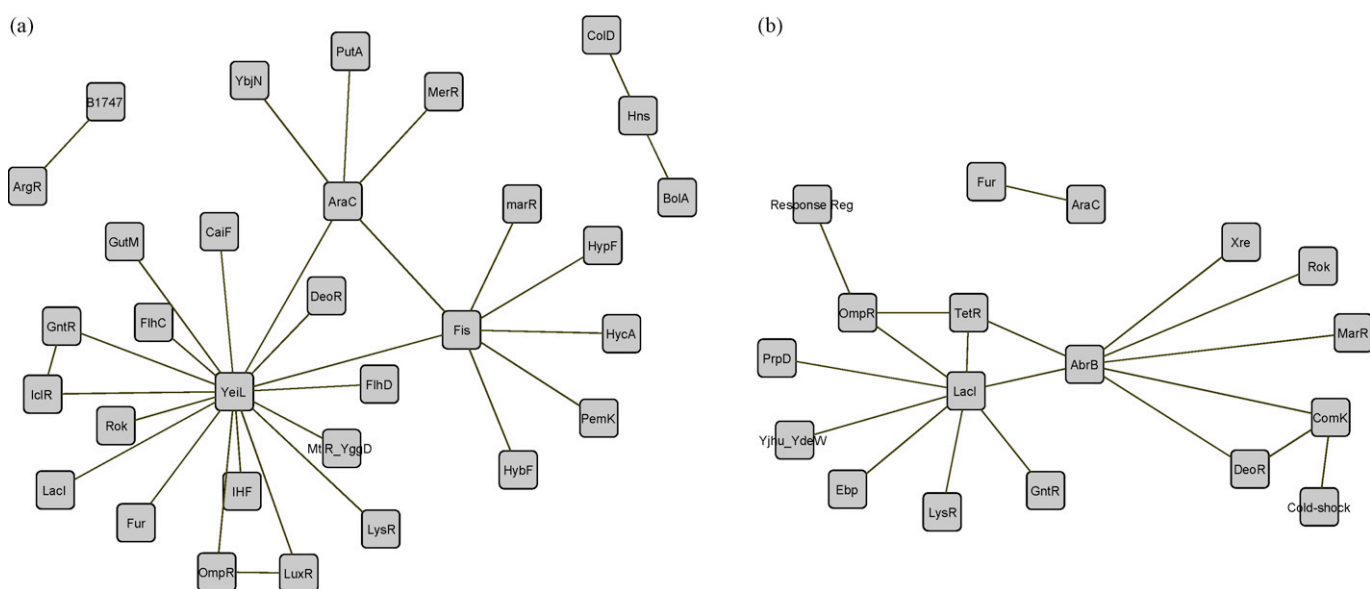 (a)
PutA
ColD
YbjN
MerR
B1747
Hns
ArgR
AraC
BolA
marR
CaiF
GutM
HypF
DeoR
GntR
FlhC
Fis
HycA
IclR
YeiL
FlhD
Rok
PemK
MtlR_YggD
HybF
LacI
IHF
Fur
LysR
OmpR
LuxR
(b)
Fur
Response Reg
AraC
Xre
Rok
OmpR
TetR
MarR
PrpD
AbrB
LacI
ComK
Yjhu_YdeW
DeoR
Ebp
GntR
LysR
Cold-shock